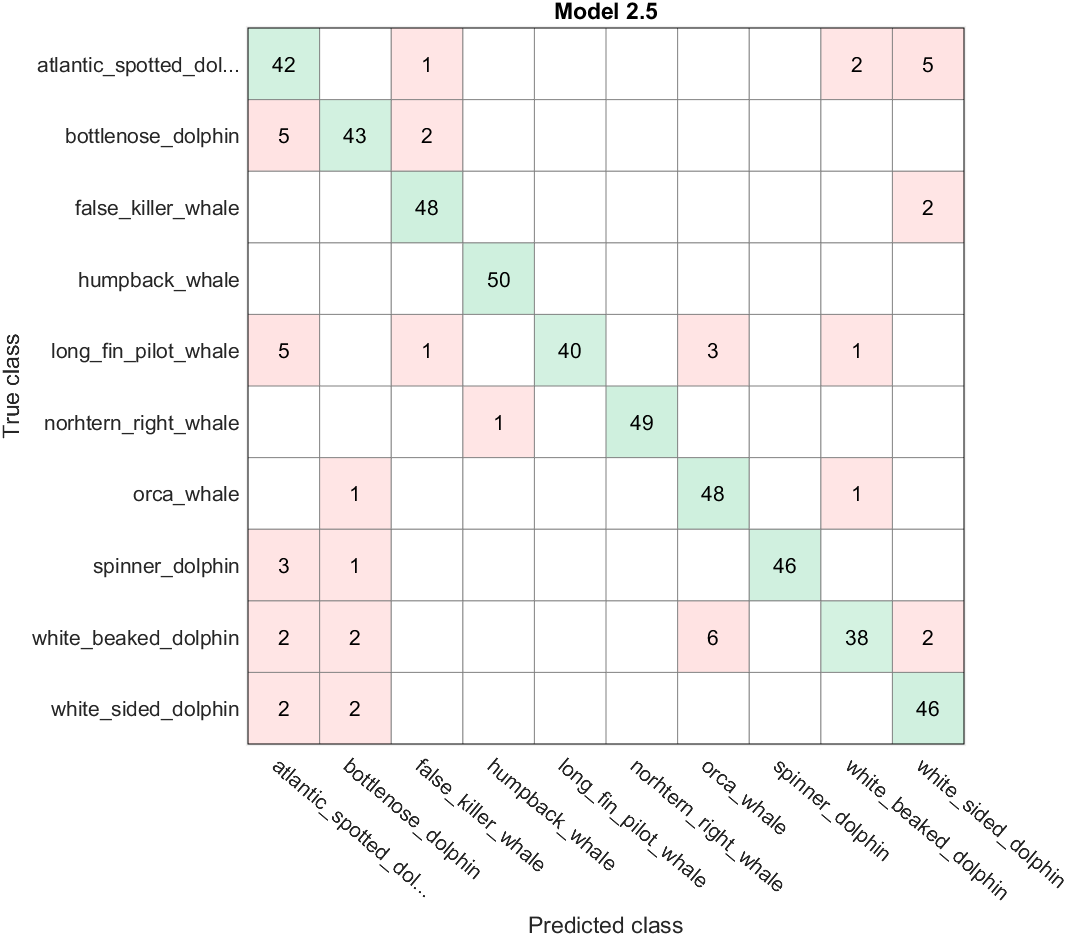 Model 2.5
True class
atlantic_spotted_dol... 42 1 2 5
bottlenose_dolphin 5 43 2
false_killer_whale 48 2
humpback_whale 50
long_fin_pilot_whale 5 1 40 3 1
norhtern_right_whale 1 49
orca_whale 1 48 1
spinner_dolphin 3 1 46
white_beaked_dolphin 2 2 6 38 2
white_sided_dolphin 2 2 46
atlantic_spotted_dol...
bottlenose_dolphin
false_killer_whale
humpback_whale
long_fin_pilot_whale
norhtern_right_whale
orca_whale
spinner_dolphin
white_beaked_dolphin
white_sided_dolphin
Predicted class